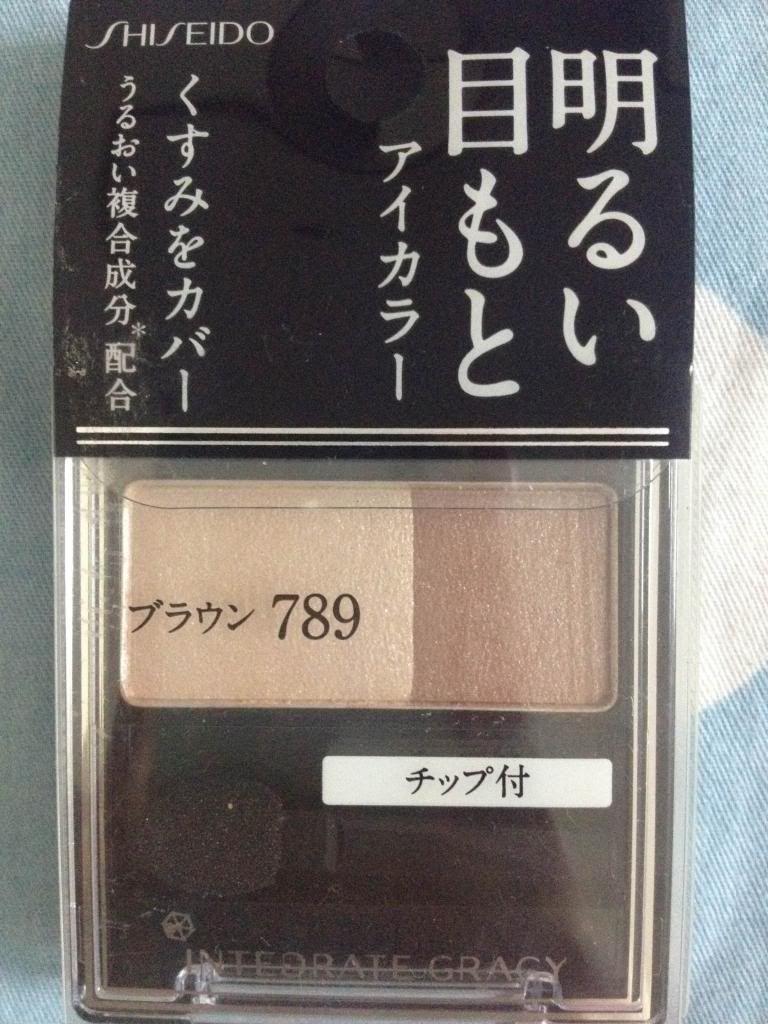 SHISEIDO
明るい
目もと
アイカラー
くすみをカバー
うるおい複合成分*配合
ブラウン 789
チップ付
INTEGRATE GRACY